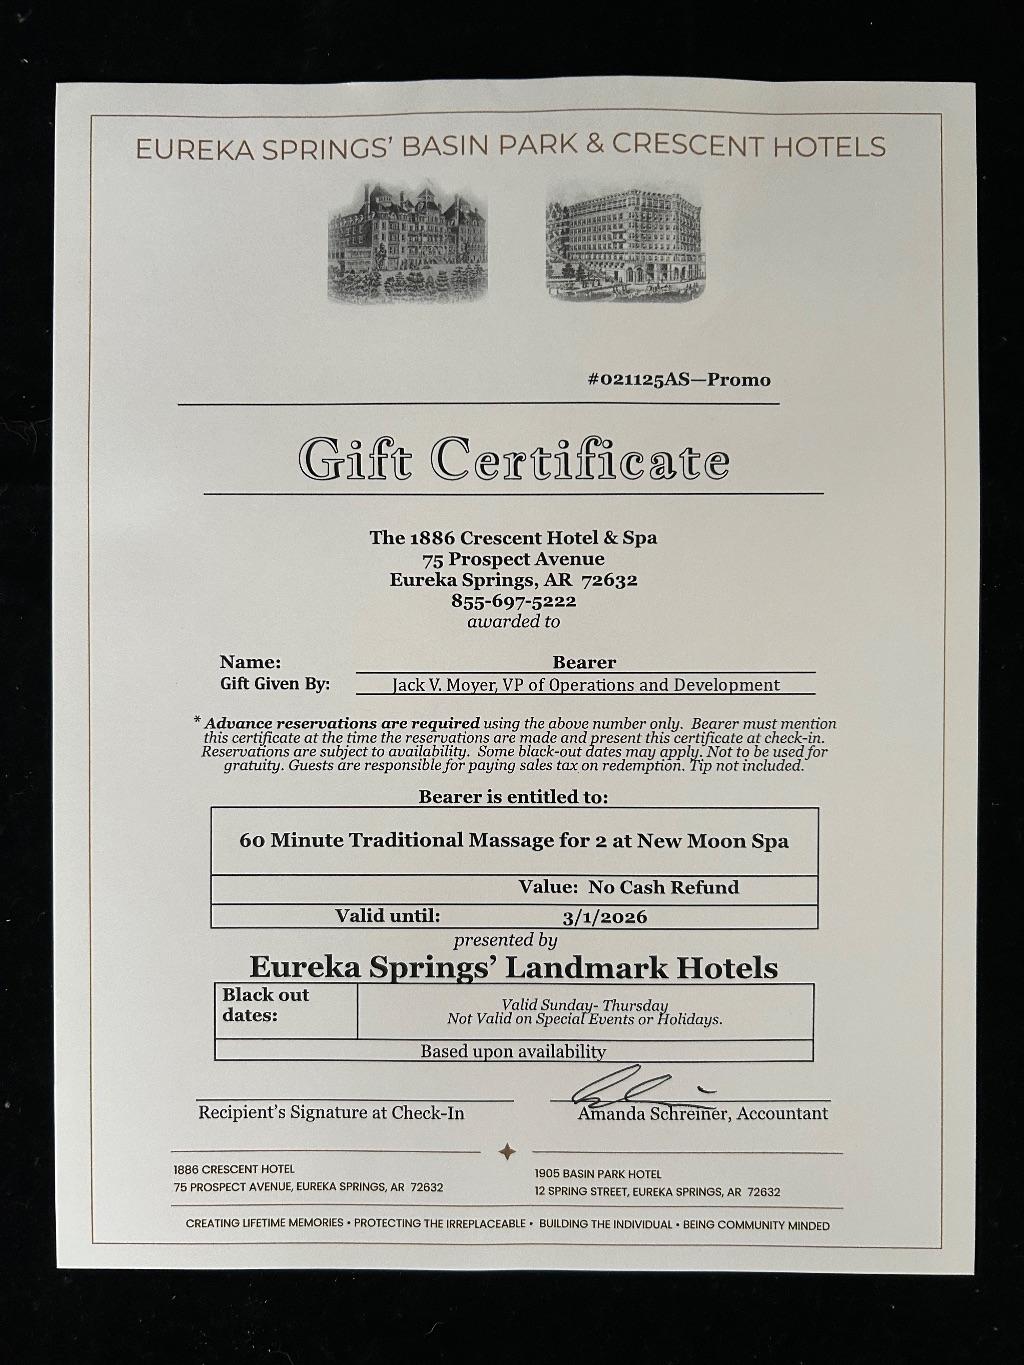 EUREKA SPRINGS' BASIN PARK & CRESCENT HOTELS
#021125AS—Promo
Gift Certificate
The 1886 Crescent Hotel & Spa
75 Prospect Avenue
Eureka Springs, AR 72632
855-697-5222
awarded to
Name: Bearer
Gift Given By: Jack V. Moyer, VP of Operations and Development
* Advance reservations are required using the above number only. Bearer must mention
this certificate at the time the reservations are made and present this certificate at check-in.
Reservations are subject to availability. Some black-out dates may apply. Not to be used for
gratuity. Guests are responsible for paying sales tax on redemption. Tip not included.
Bearer is entitled to:
60 Minute Traditional Massage for 2 at New Moon Spa
Value: No Cash Refund
Valid until: 3/1/2026
presented by
Eureka Springs' Landmark Hotels
Black out
dates:
Valid Sunday- Thursday
Not Valid on Special Events or Holidays.
Based upon availability
Recipient's Signature at Check-In
Amanda Schreiner, Accountant
1886 CRESCENT HOTEL
75 PROSPECT AVENUE, EUREKA SPRINGS, AR 72632
1905 BASIN PARK HOTEL
12 SPRING STREET, EUREKA SPRINGS, AR 72632
CREATING LIFETIME MEMORIES • PROTECTING THE IRREPLACEABLE • BUILDING THE INDIVIDUAL • BEING COMMUNITY MINDED